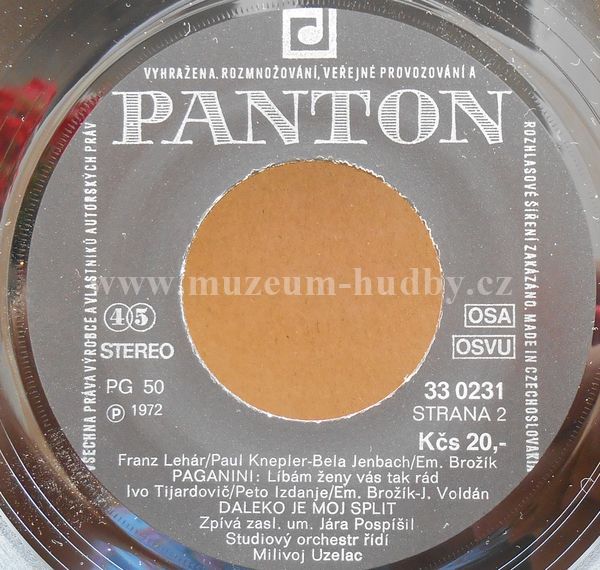 VYHRAŽENA. ROZMNOŽOVÁNÍ, VEŘEJNÉ PROVOZOVÁNÍ A
PANTON
VŠECHNA PRÁVA VÝROBCE A VLASTNÍKŮ AUTORSKÝCH PRÁV
ROZHLASOVÉ ŠÍŘENÍ ZAKÁZÁNO. MADE IN CZECHOSLOVAKIA
www.muzeum-hudby.cz
45
STEREO
OSA
OSVU
PG 50
℗ 1972
33 0231
STRANA 2
Kčs 20,-
Franz Lehár/Paul Knepler-Bela Jenbach/Em. Brožík
PAGANINI: Líbám ženy vás tak rád
Ivo Tijardovič/Peto Izdanje/Em. Brožík-J. Voldán
DALEKO JE MOJ SPLIT
Zpívá zasl. um. Jára Pospíšil
Studiový orchestr řídí
Milivoj Uzelac